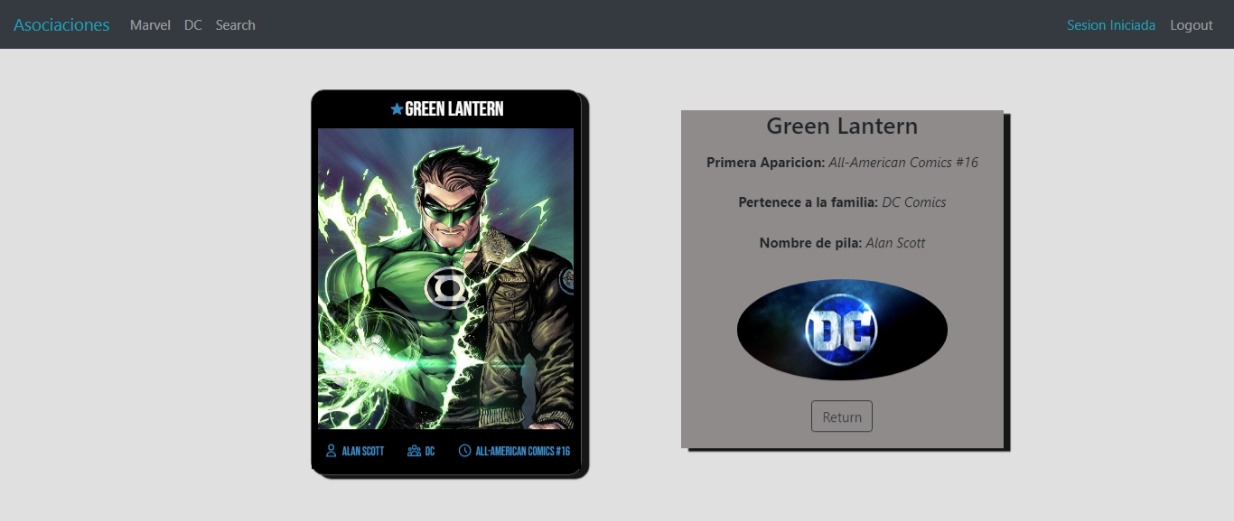 Asociaciones Marvel DC Search Sesion Iniciada Logout
GREEN LANTERN
ALAN SCOTT DC ALL-AMERICAN COMICS #16
Green Lantern
Primera Aparicion: All-American Comics #16
Pertenece a la familia: DC Comics
Nombre de pila: Alan Scott
DC
Return